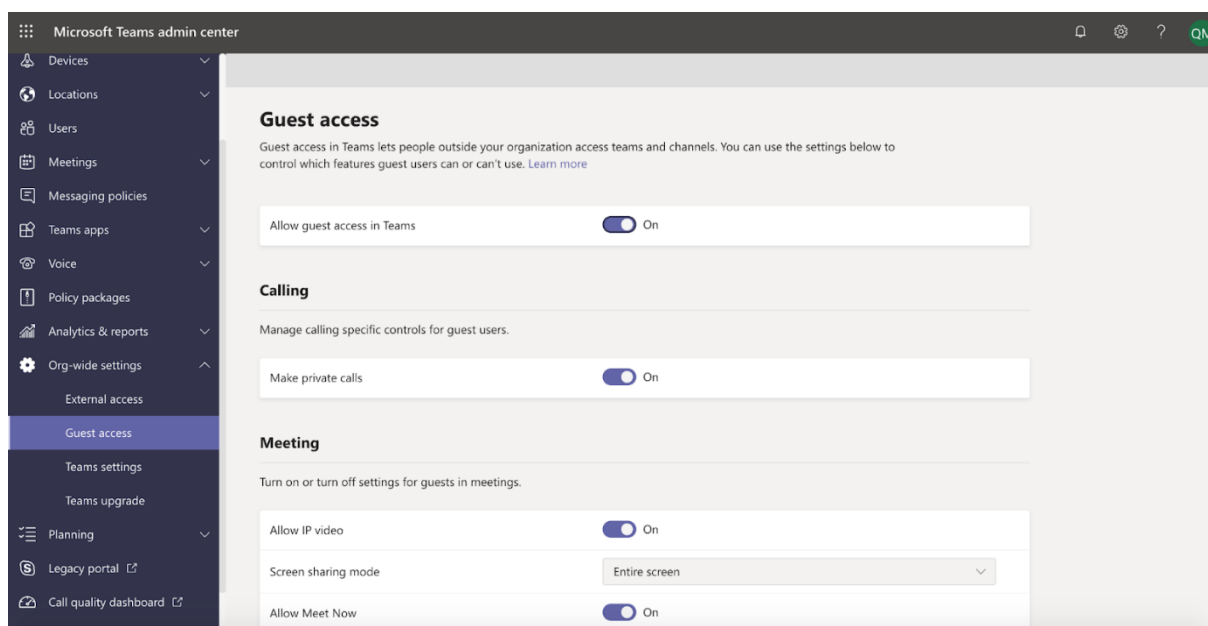 Microsoft Teams admin center
?
QM
Devices
Locations
Users
Meetings
Messaging policies
Teams apps
Voice
Policy packages
Analytics & reports
Org-wide settings
External access
Guest access
Teams settings
Teams upgrade
Planning
Legacy portal
Call quality dashboard
Guest access
Guest access in Teams lets people outside your organization access teams and channels. You can use the settings below to
control which features guest users can or can't use. Learn more
Allow guest access in Teams On
Calling
Manage calling specific controls for guest users.
Make private calls On
Meeting
Turn on or turn off settings for guests in meetings.
Allow IP video On
Screen sharing mode Entire screen
Allow Meet Now On